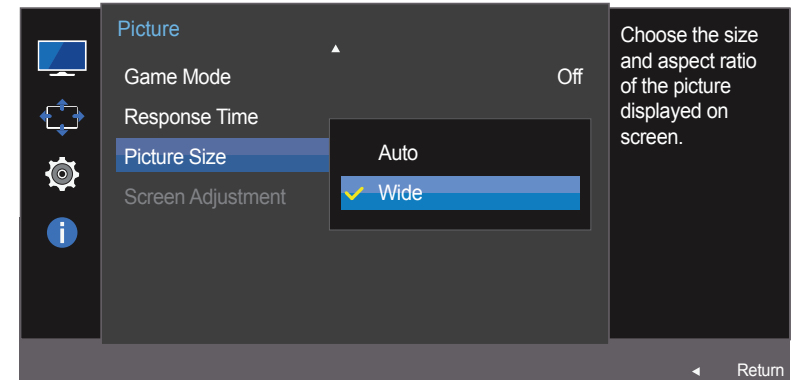 Picture
Game Mode Off
Response Time
Picture Size
Auto
Wide
Screen Adjustment
Choose the size
and aspect ratio
of the picture
displayed on
screen.
Return